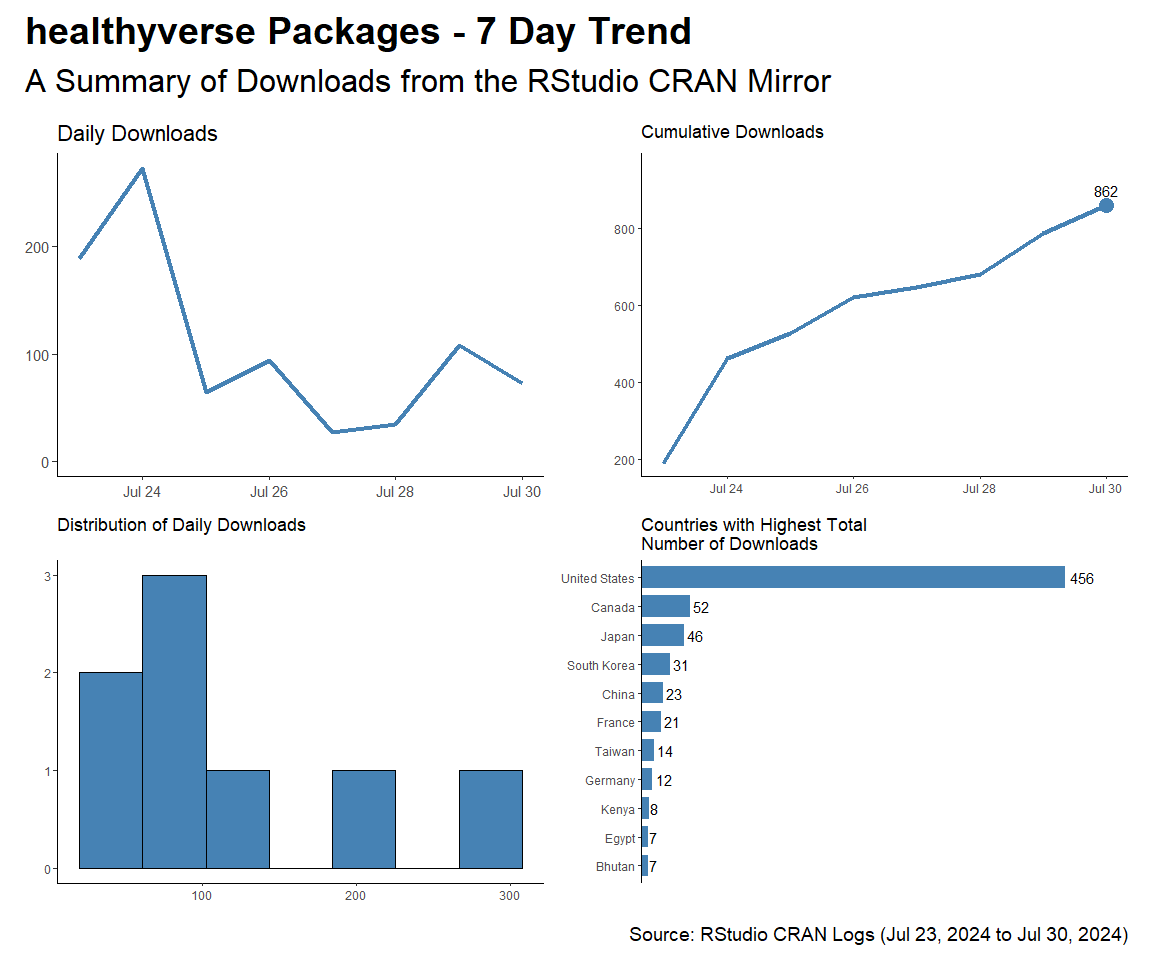 healthyverse Packages - 7 Day Trend
A Summary of Downloads from the RStudio CRAN Mirror
Daily Downloads
200
100
0
Jul 24 Jul 26 Jul 28 Jul 30
Cumulative Downloads
862
800
600
400
200
Jul 24 Jul 26 Jul 28 Jul 30
Distribution of Daily Downloads
3
2
1
0
100 200 300
Countries with Highest Total
Number of Downloads
United States 456
Canada 52
Japan 46
South Korea 31
China 23
France 21
Taiwan 14
Germany 12
Kenya 8
Egypt 7
Bhutan 7
Source: RStudio CRAN Logs (Jul 23, 2024 to Jul 30, 2024)